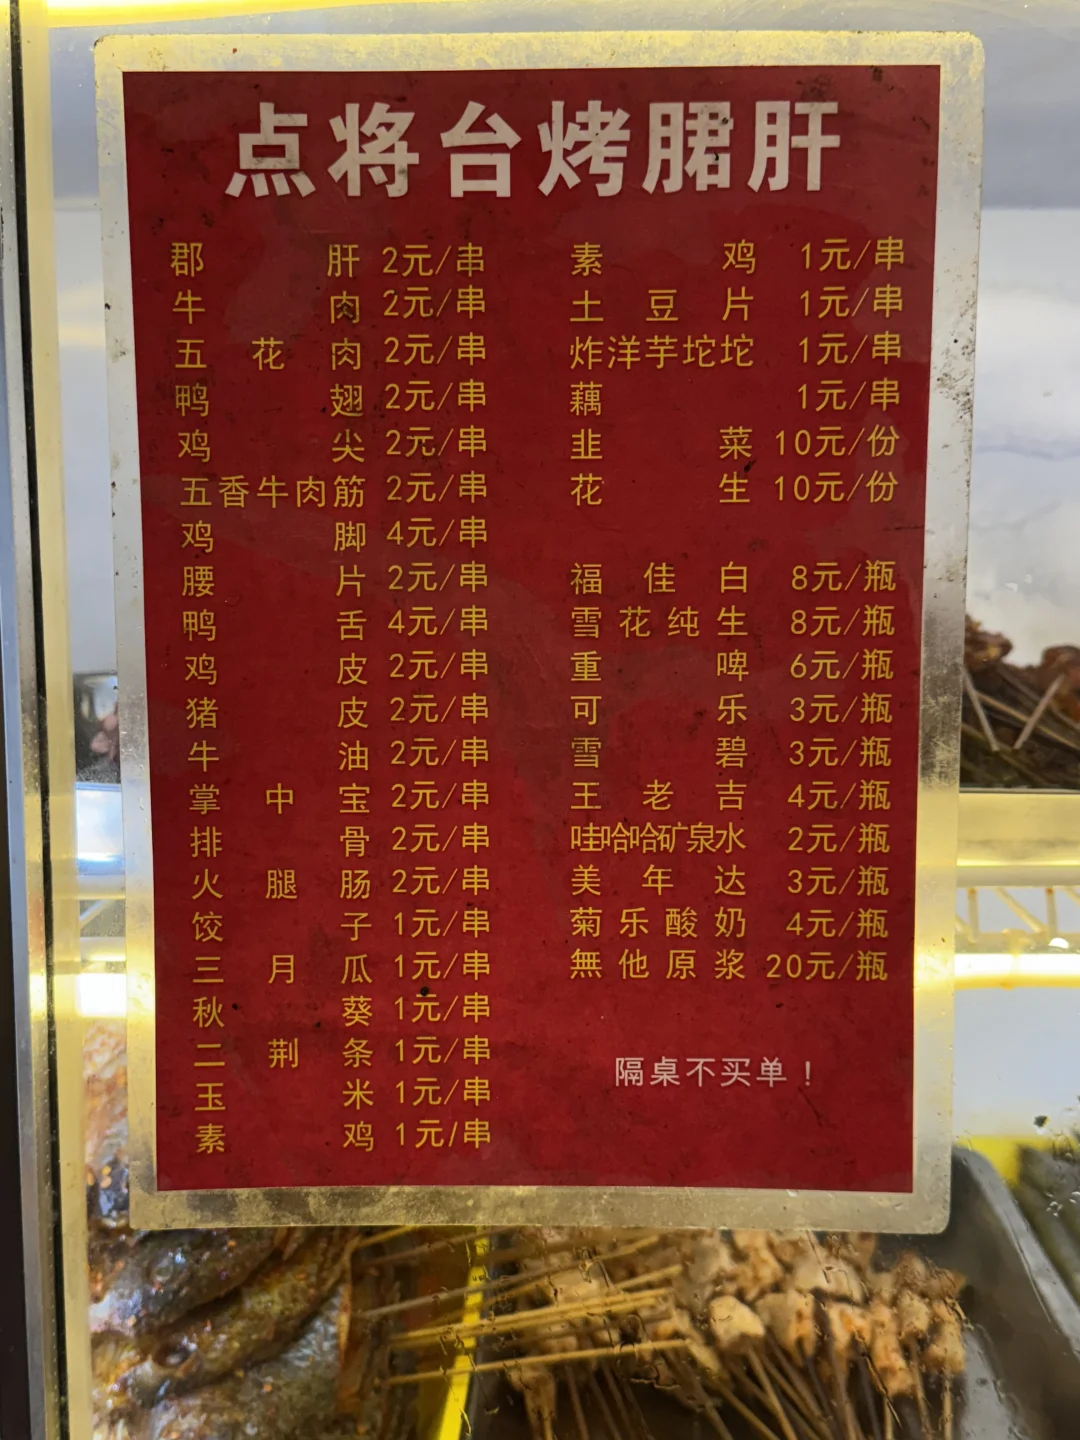 点将台烤脴肝
郡肝 2元/串
牛肉 2元/串
五花肉 2元/串
鸭翅 2元/串
鸡尖 2元/串
五香牛肉筋 2元/串
鸡脚 4元/串
腰片 2元/串
鸭舌 4元/串
鸡皮 2元/串
猪皮 2元/串
牛油 2元/串
掌中宝 2元/串
排骨 2元/串
火腿肠 2元/串
饺子 1元/串
三月瓜 1元/串
秋葵 1元/串
二荆条 1元/串
玉米 1元/串
素鸡 1元/串
素鸡 1元/串
土豆片 1元/串
炸洋芋坨坨 1元/串
藕 1元/串
韭菜 10元/份
花生 10元/份
福佳白 8元/瓶
雪花纯生 8元/瓶
重啤 6元/瓶
可乐 3元/瓶
雪碧 3元/瓶
王老吉 4元/瓶
哇哈哈矿泉水 2元/瓶
美年达 3元/瓶
菊乐酸奶 4元/瓶
無他原浆 20元/瓶
隔桌不买单！